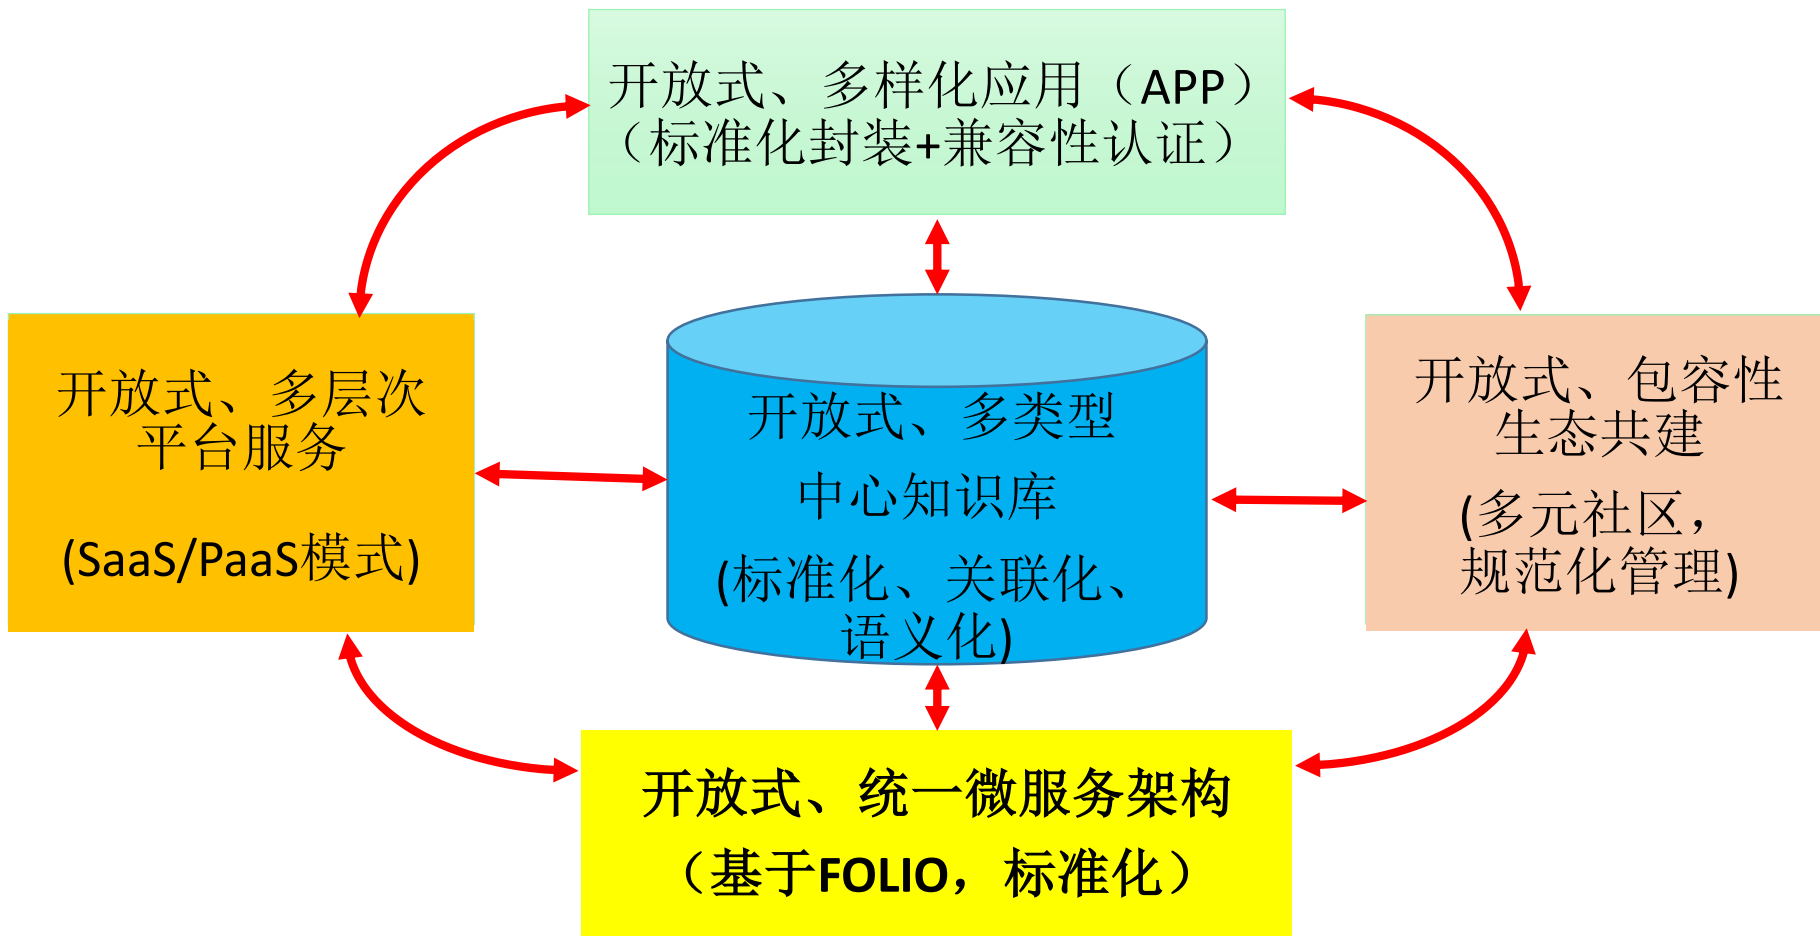 开放式、多样化应用（APP）
（标准化封装+兼容性认证）
开放式、多层次
平台服务
(SaaS/PaaS模式)
开放式、多类型
中心知识库
(标准化、关联化、
语义化)
开放式、包容性
生态共建
(多元社区，
规范化管理)
开放式、统一微服务架构
（基于FOLIO，标准化）